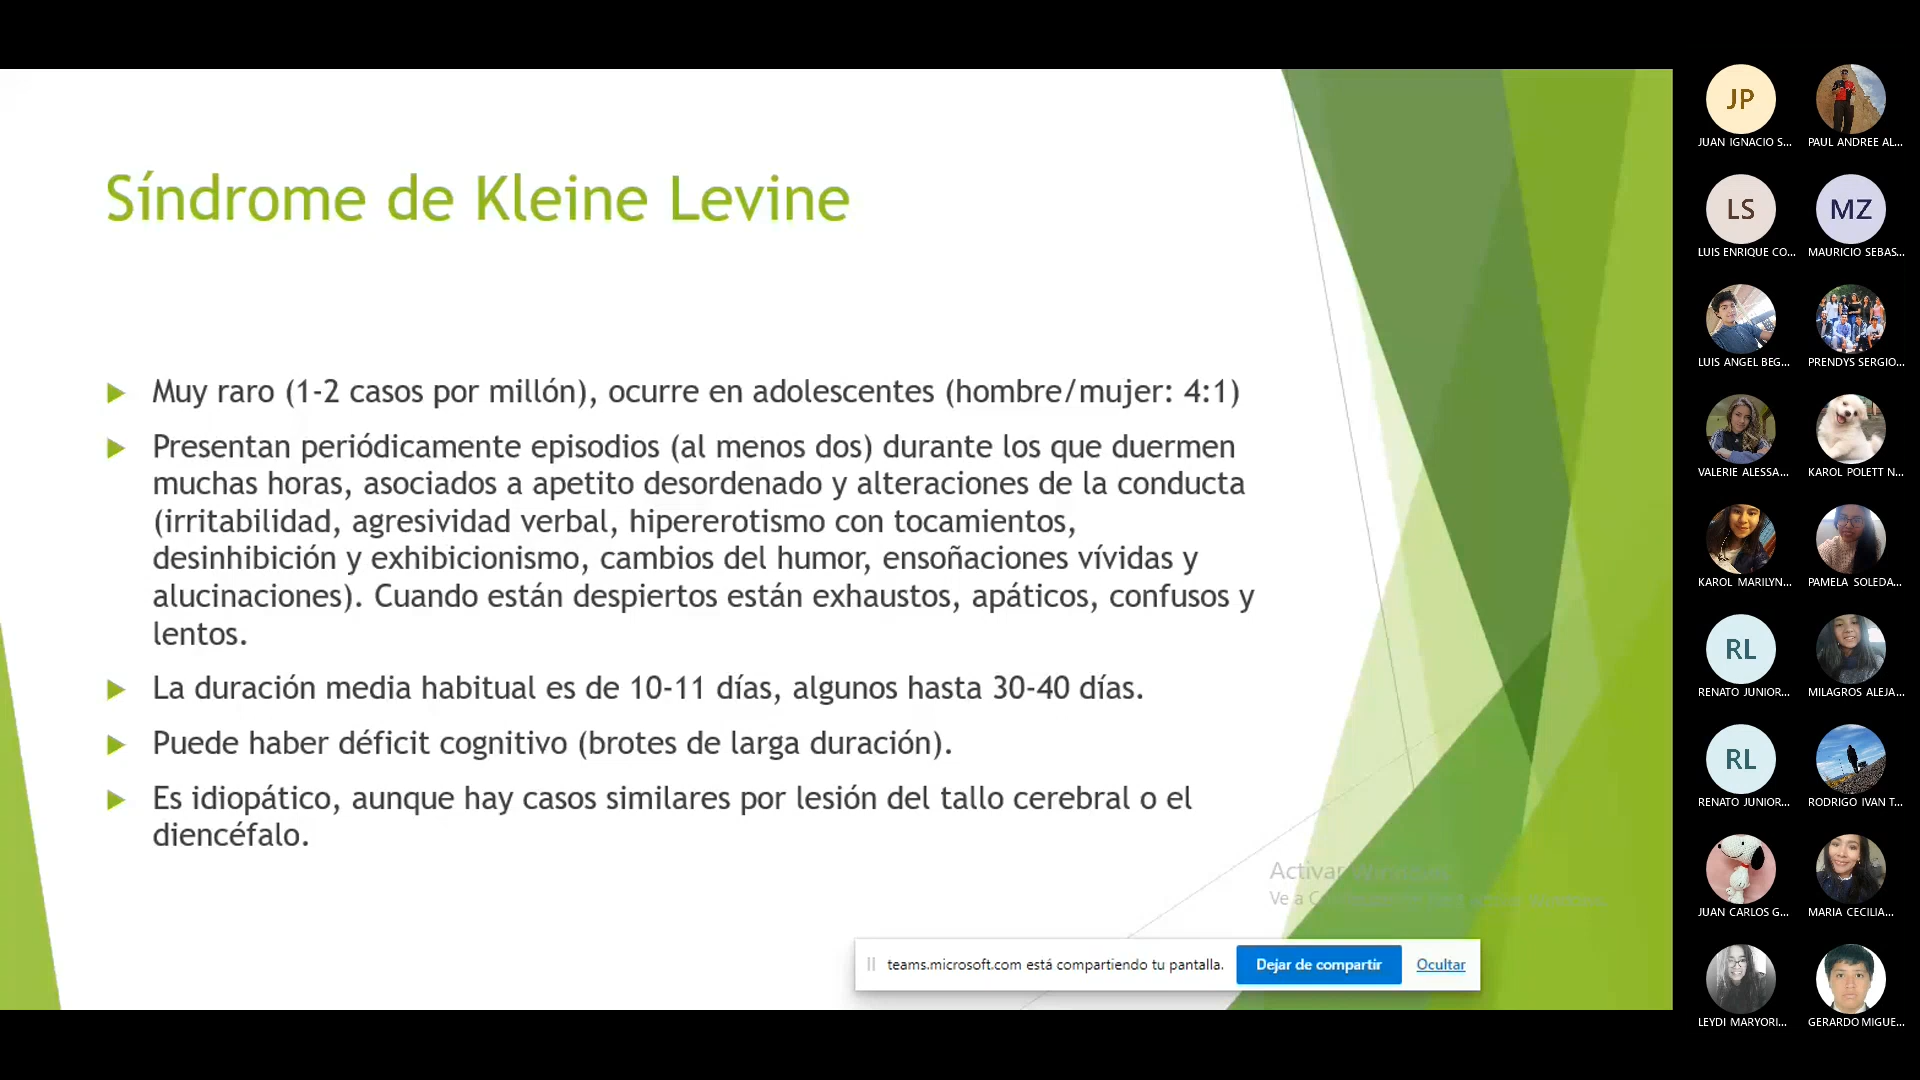 Síndrome de Kleine Levine
Muy raro (1-2 casos por millón), ocurre en adolescentes (hombre/mujer: 4:1)
Presentan periódicamente episodios (al menos dos) durante los que duermen
muchas horas, asociados a apetito desordenado y alteraciones de la conducta
(irritabilidad, agresividad verbal, hipererotismo con tocamientos,
desinhibición y exhibicionismo, cambios del humor, ensoñaciones vívidas y
alucinaciones). Cuando están despiertos están exhaustos, apáticos, confusos y
lentos.
La duración media habitual es de 10-11 días, algunos hasta 30-40 días.
Puede haber déficit cognitivo (brotes de larga duración).
Es idiopático, aunque hay casos similares por lesión del tallo cerebral o el
diencéfalo.
Activar Windows
Ve a
teams.microsoft.com está compartiendo tu pantalla.
Dejar de compartir
Ocultar
JP
JUAN IGNACIO S...
PAUL ANDREE AL...
LS
LUIS ENRIQUE CO...
MZ
MAURICIO SEBAS...
LUIS ANGEL BEG...
PRENDYS SERGIO...
VALERIE ALESSA...
KAROL POLETT N...
KAROL MARILYN...
PAMELA SOLEDA...
RL
RENATO JUNIOR...
MILAGROS ALEJA...
RL
RENATO JUNIOR...
RODRIGO IVAN T...
JUAN CARLOS G...
MARIA CECILIA...
LEYDI MARYORI...
GERARDO MIGUE...